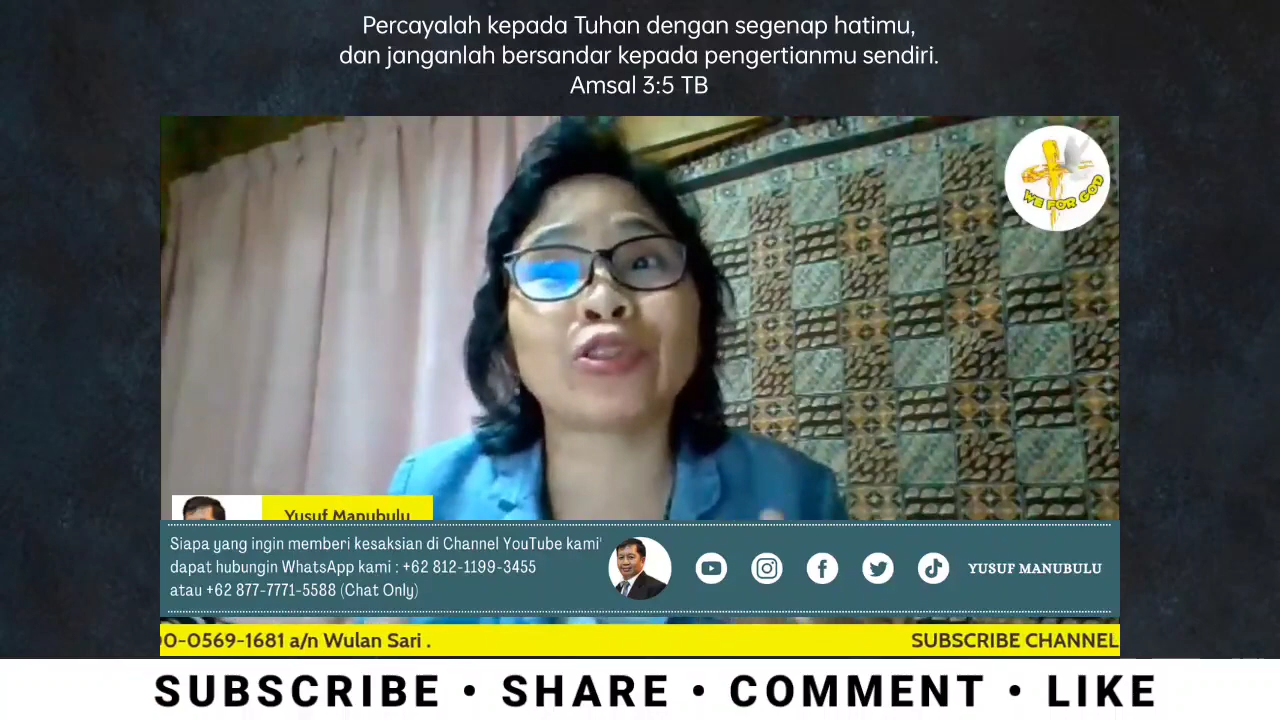 Percayalah kepada Tuhan dengan segenap hatimu,
dan janganlah bersandar kepada pengertianmu sendiri.
Amsal 3:5 TB
WE FOR GOD
Yusuf Manubulu
Siapa yang ingin memberi kesaksian di Channel YouTube kami'
dapat hubungin WhatsApp kami : +62 812-1199-3455
atau +62 877-7771-5588 (Chat Only)
YUSUF MANUBULU
0-0569-1681 a/n Wulan Sari .
SUBSCRIBE CHANNEL
SUBSCRIBE • SHARE • COMMENT • LIKE